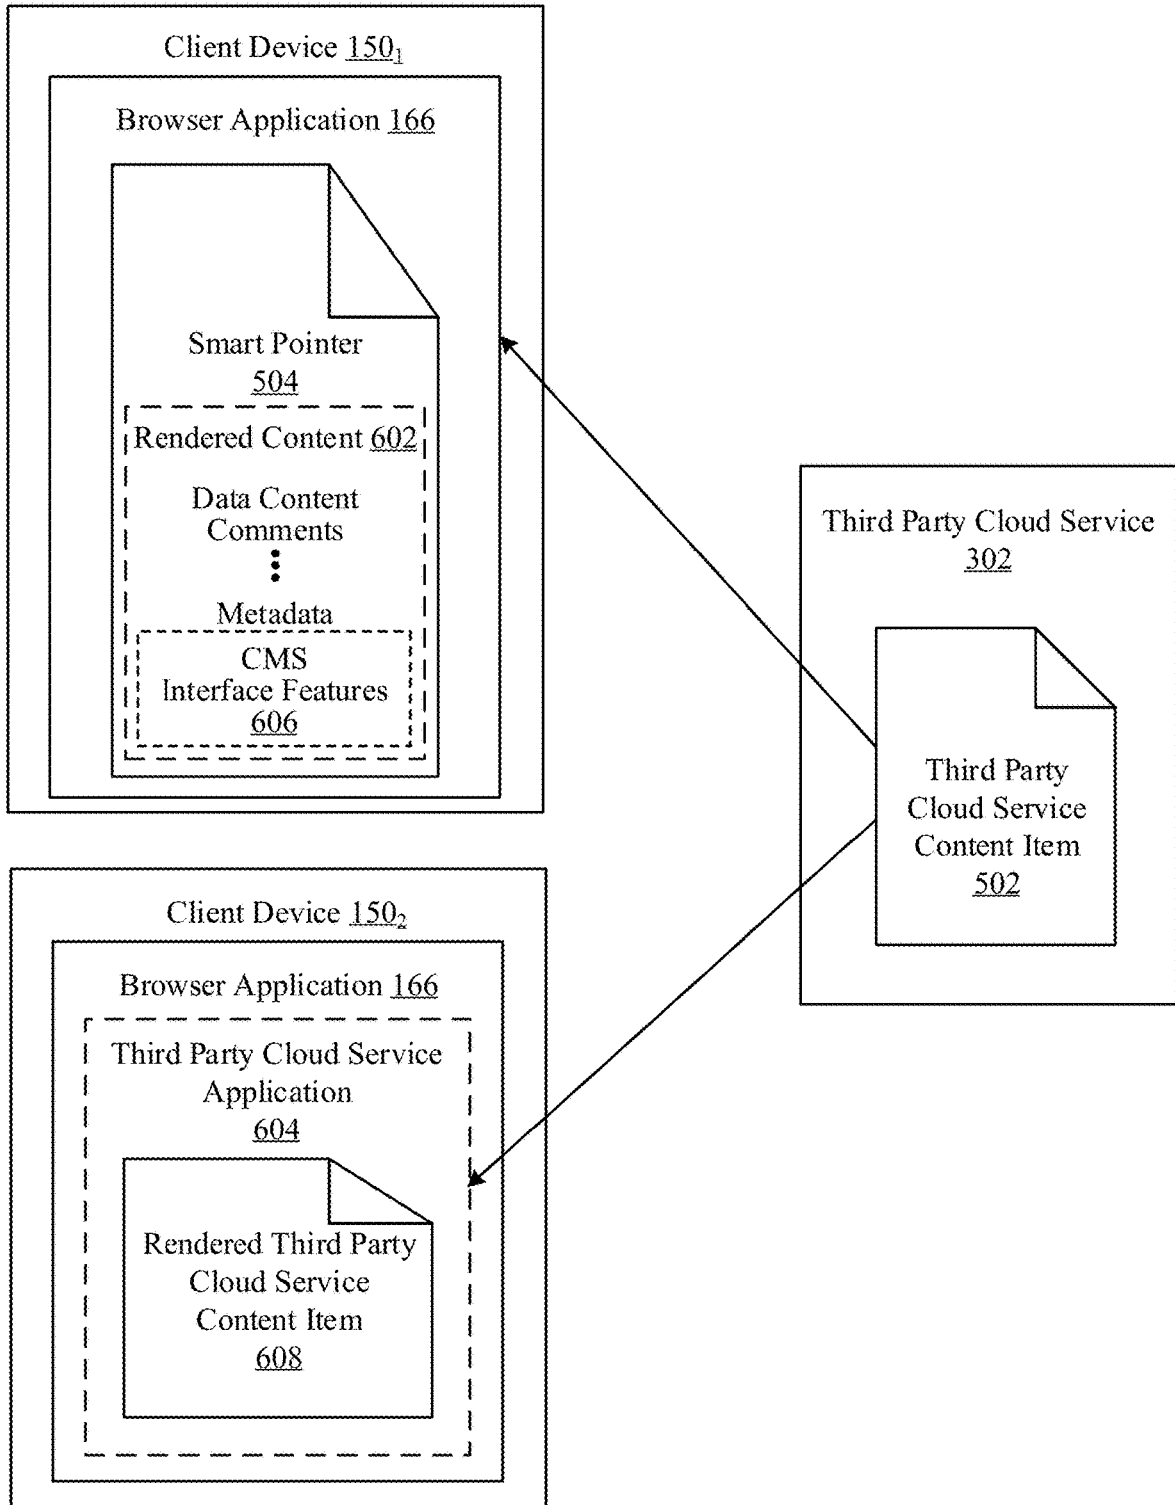 Client Device 150₁
Browser Application 166
Smart Pointer
504
Rendered Content 602
Data Content
Comments
Metadata
CMS
Interface Features
606
Third Party Cloud Service
302
Third Party
Cloud Service
Content Item
502
Client Device 150₂
Browser Application 166
Third Party Cloud Service
Application
604
Rendered Third Party
Cloud Service
Content Item
608